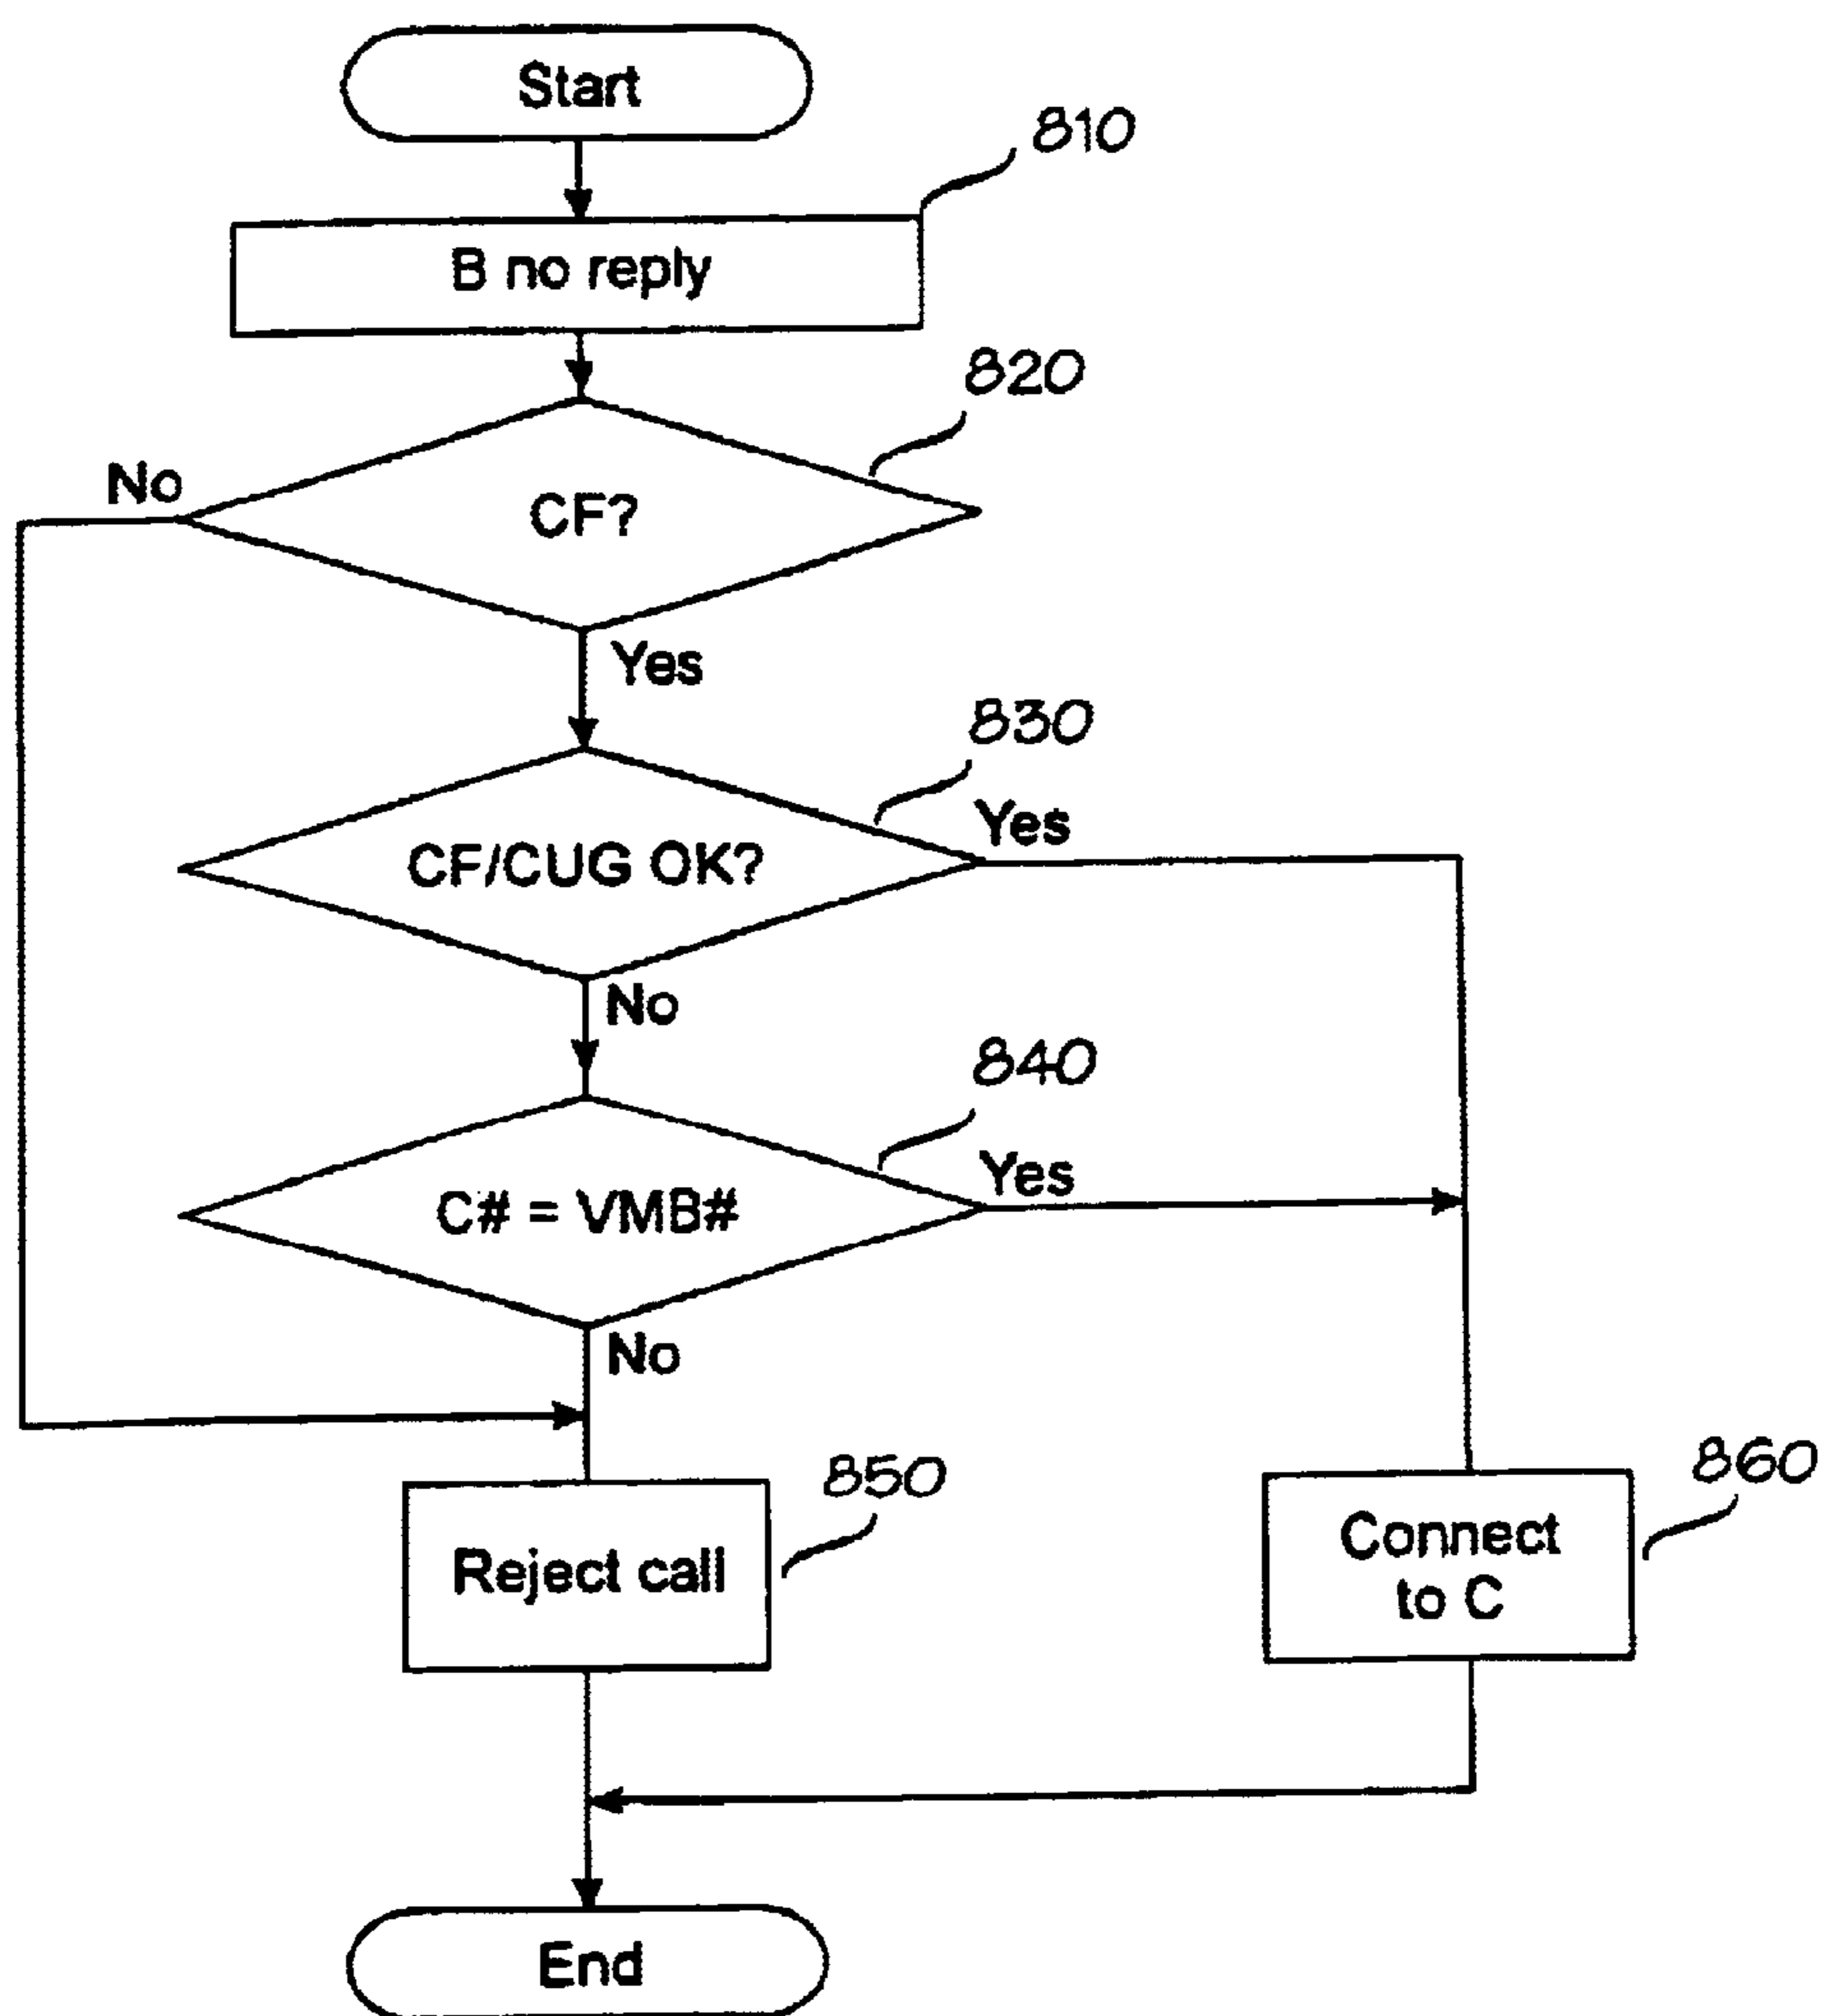 Start
810
B no reply
820
No
CF?
Yes
830
Yes
CF/CUG OK?
No
840
Yes
C# = VMB#
No
850
860
Reject call
Connect
to C
End